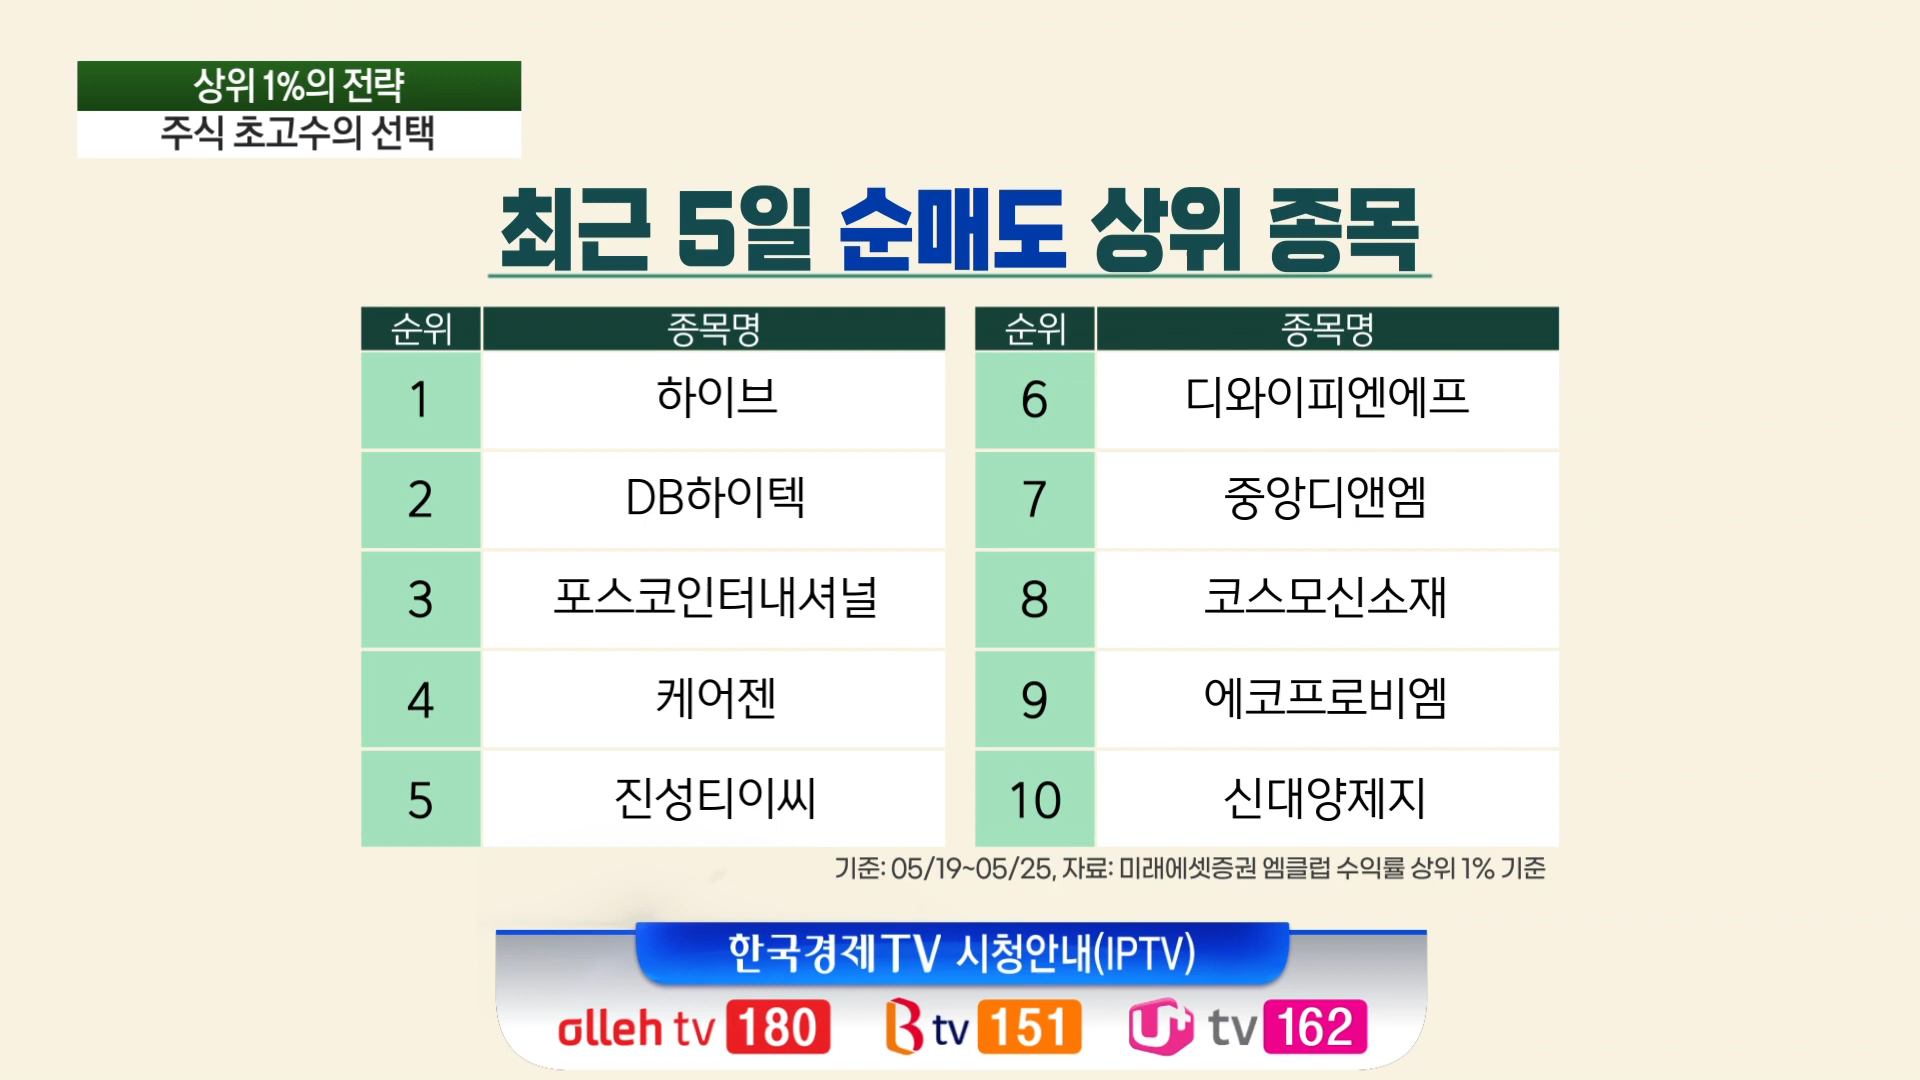 상위 1%의 전략
주식 초고수의 선택
최근 5일 순매도 상위 종목
순위 종목명
1 하이브
2 DB하이텍
3 포스코인터내셔널
4 케어젠
5 진성티이씨
순위 종목명
6 디와이피엔에프
7 중앙디앤엠
8 코스모신소재
9 에코프로비엠
10 신대양제지
기준: 05/19~05/25, 자료: 미래에셋증권 엠클럽 수익률 상위 1% 기준
한국경제TV 시청안내(IPTV)
olleh tv 180 B tv 151 U+ tv 162